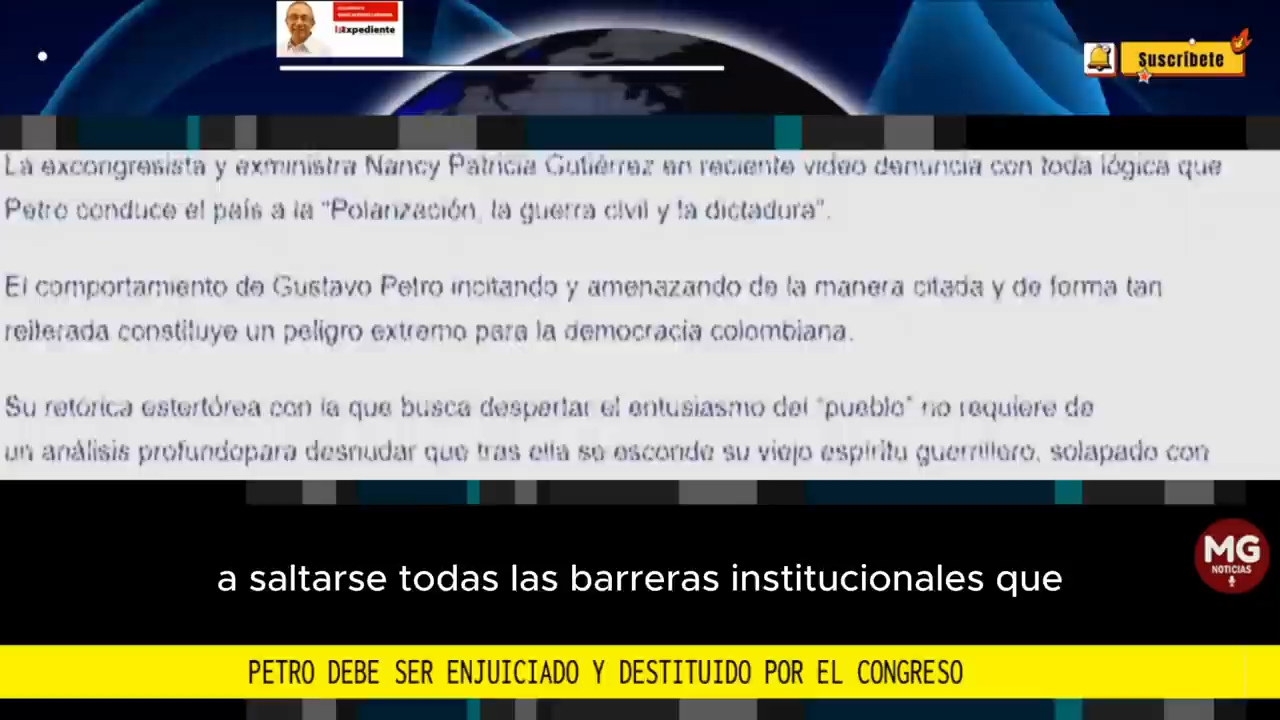 laExpediente
Suscríbete
La excongresista y exministra Nancy Patricia Gutiérrez en reciente video denuncia con toda lógica que
Petro conduce el país a la "Polarización, la guerra civil y la dictadura".
El comportamiento de Gustavo Petro incitando y amenazando de la manera citada y de forma tan
reiterada constituye un peligro extremo para la democracia colombiana.
Su retórica estertórea con la que busca despertar el entusiasmo del "pueblo" no requiere de
un análisis profundopara desnudar que tras ella se esconde su viejo espíritu guerrillero, solapado con
a saltarse todas las barreras institucionales que
MG
NOTICIAS
PETRO DEBE SER ENJUICIADO Y DESTITUIDO POR EL CONGRESO